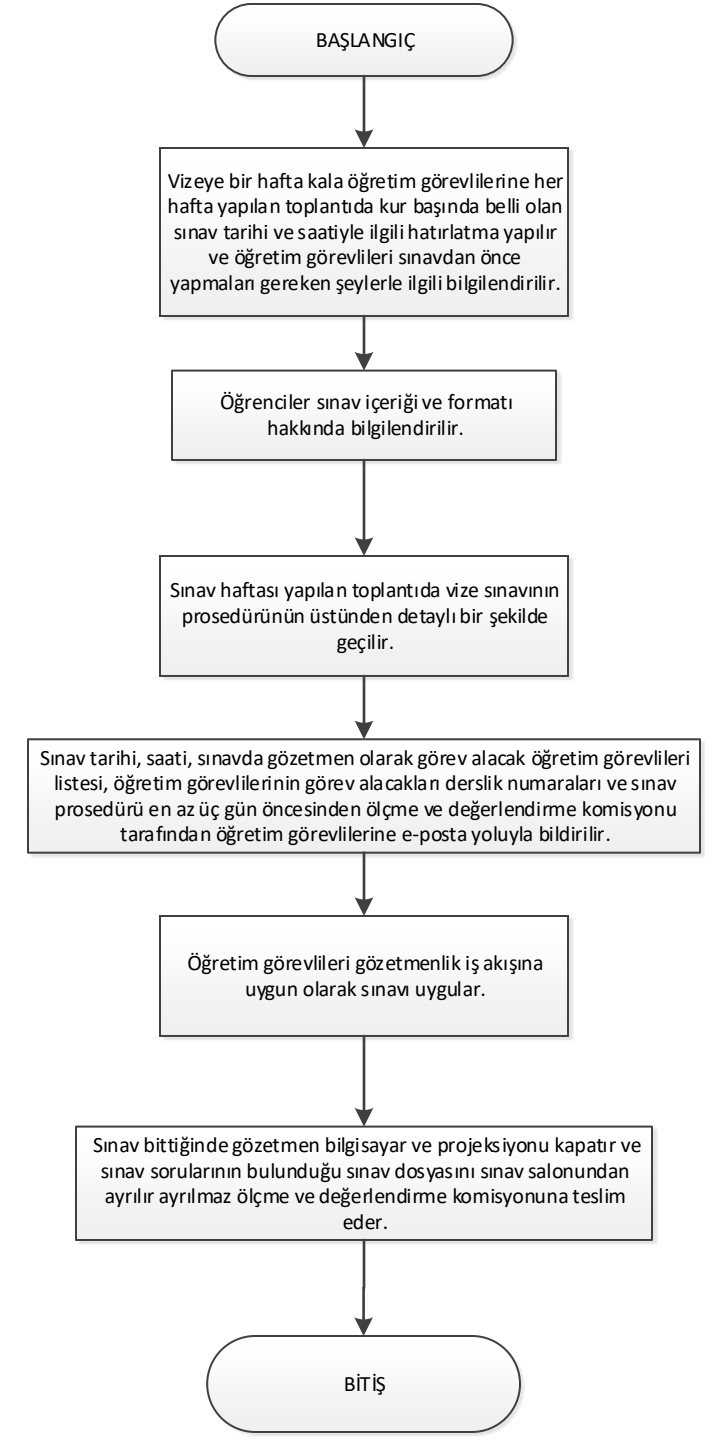 BAŞLANGIÇ
Vizeye bir hafta kala öğretim görevlilerine her
hafta yapılan toplantıda kur başında belli olan
sınav tarihi ve saatiyle ilgili hatırlatma yapılır
ve öğretim görevlileri sınavdan önce
yapmaları gereken şeylerle ilgili bilgilendirilir.
Öğrenciler sınav içeriği ve formatı
hakkında bilgilendirilir.
Sınav haftası yapılan toplantıda vize sınavının
prosedürünün üstünden detaylı bir şekilde
geçilir.
Sınav tarihi, saati, sınavda gözetmen olarak görev alacak öğretim görevlileri
listesi, öğretim görevlilerinin görev alacakları derslik numaraları ve sınav
prosedürü en az üç gün öncesinden ölçme ve değerlendirme komisyonu
tarafından öğretim görevlilerine e-posta yoluyla bildirilir.
Öğretim görevlileri gözetmenlik iş akışına
uygun olarak sınavı uygular.
Sınav bittiğinde gözetmen bilgisayar ve projeksiyonu kapatır ve
sınav sorularının bulunduğu sınav dosyasını sınav salonundan
ayrılır ayrılmaz ölçme ve değerlendirme komisyonuna teslim
eder.
BİTİŞ